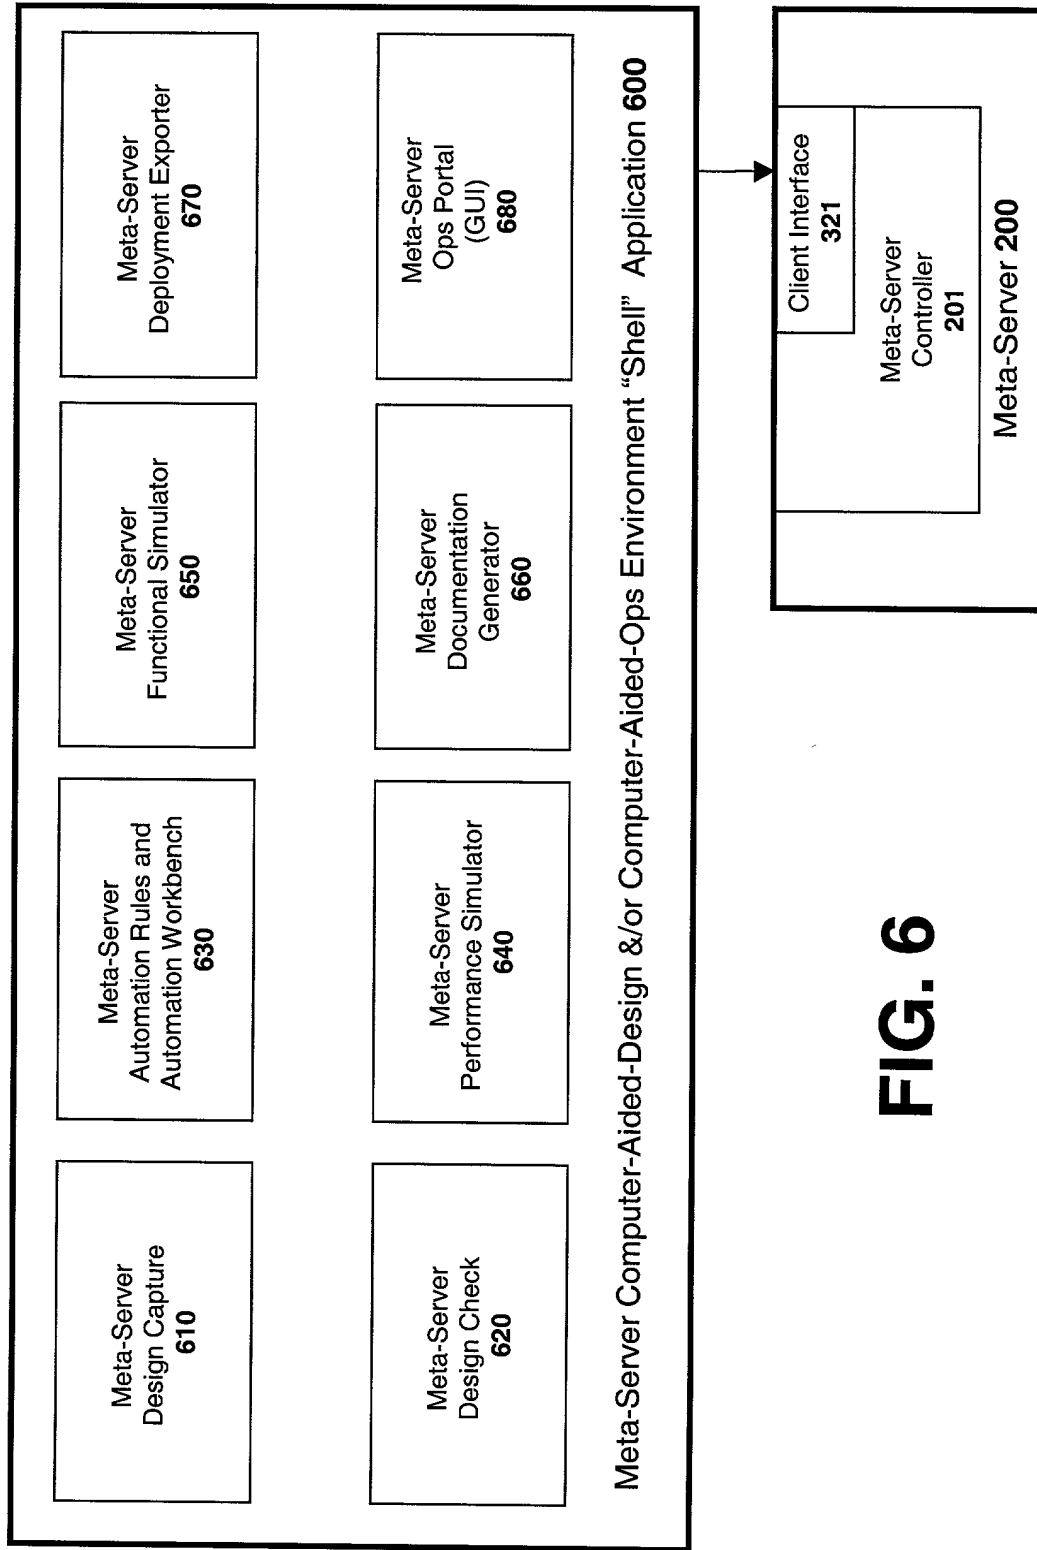 Meta-Server
Design Capture
610
Meta-Server
Automation Rules and
Automation Workbench
630
Meta-Server
Functional Simulator
650
Meta-Server
Deployment Exporter
670
Meta-Server
Design Check
620
Meta-Server
Performance Simulator
640
Meta-Server
Documentation
Generator
660
Meta-Server
Ops Portal
(GUI)
680
Meta-Server Computer-Aided-Design &/or Computer-Aided-Ops Environment “Shell” Application 600
Client Interface
321
Meta-Server
Controller
201
Meta-Server 200
FIG. 6